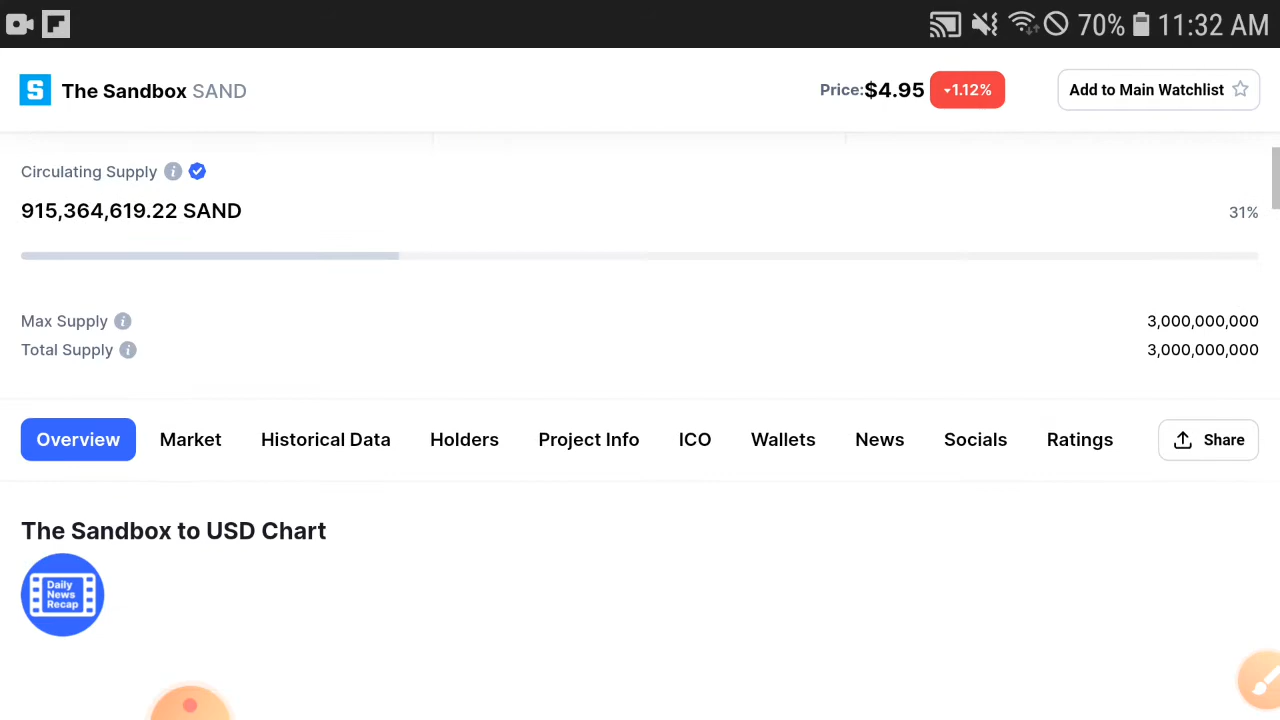 70% 11:32 AM
S The Sandbox SAND Price:$4.95 1.12% Add to Main Watchlist
Circulating Supply
915,364,619.22 SAND 31%
Max Supply 3,000,000,000
Total Supply 3,000,000,000
Overview Market Historical Data Holders Project Info ICO Wallets News Socials Ratings Share
The Sandbox to USD Chart
Daily
News
Recap